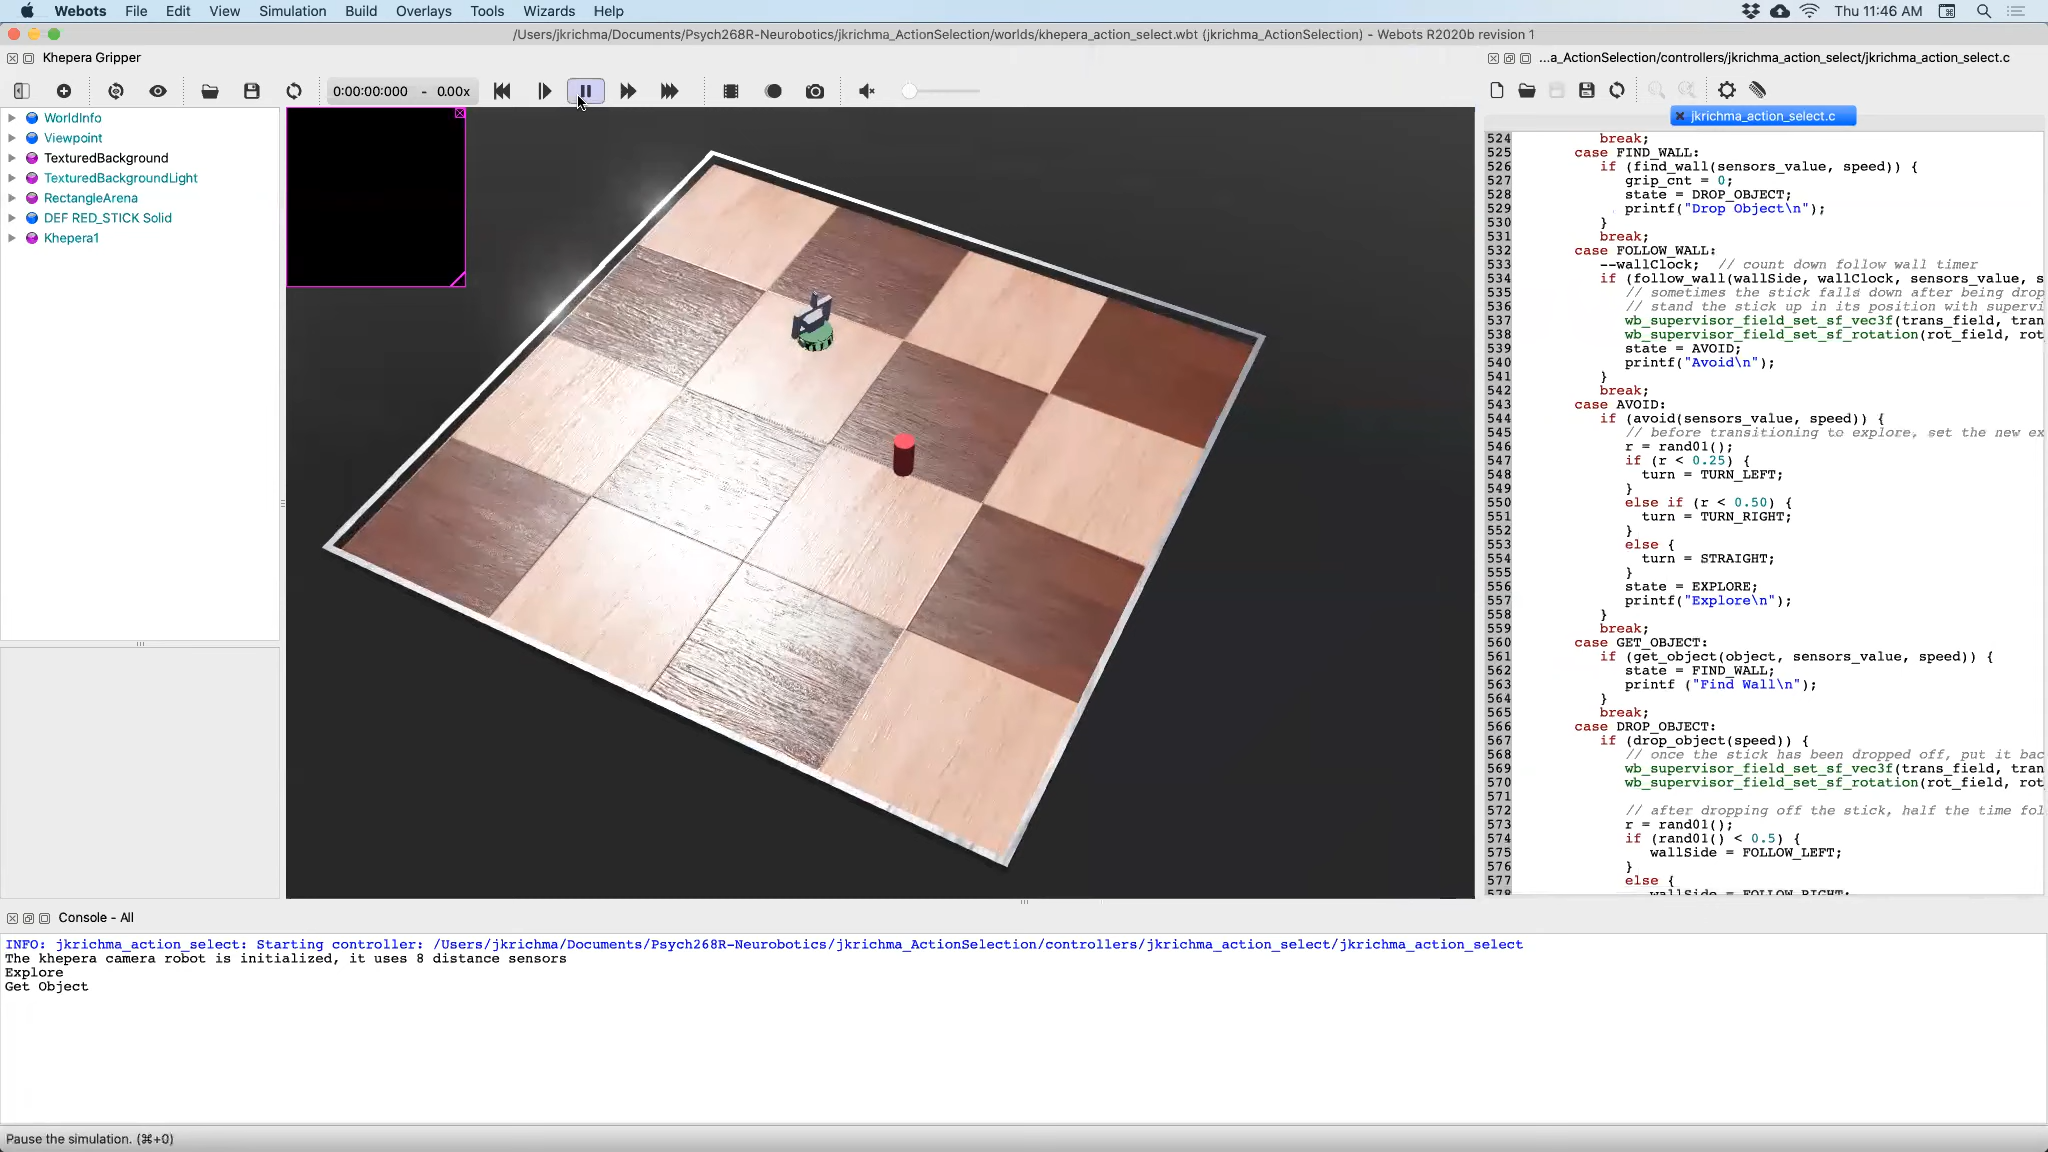 Webots File Edit View Simulation Build Overlays Tools Wizards Help Thu 11:46 AM
/Users/jkrichma/Documents/Psych268R-Neurobotics/jkrichma_ActionSelection/worlds/khepera_action_select.wbt (jkrichma_ActionSelection) - Webots R2020b revision 1
Khepera Gripper
...a_ActionSelection/controllers/jkrichma_action_select/jkrichma_action_select.c
0:00:00:000 - 0.00x
jkrichma_action_select.c
WorldInfo
Viewpoint
TexturedBackground
TexturedBackgroundLight
RectangleArena
DEF RED_STICK Solid
Khepera1
524 break;
525 case FIND_WALL:
526 if (find_wall(sensors_value, speed)) {
527 grip_cnt = 0;
528 state = DROP_OBJECT;
529 printf("Drop Object\n");
530 }
531 break;
532 case FOLLOW_WALL:
533 --wallClock; // count down follow wall timer
534 if (follow_wall(wallSide, wallClock, sensors_value, s
535 // sometimes the stick falls down after being drop
536 // stand the stick up in its position with supervi
537 wb_supervisor_field_set_sf_vec3f(trans_field, tran
538 wb_supervisor_field_set_sf_rotation(rot_field, rot
539 state = AVOID;
540 printf("Avoid\n");
541 }
542 break;
543 case AVOID:
544 if (avoid(sensors_value, speed)) {
545 // before transitioning to explore, set the new ex
546 r = rand01();
547 if (r < 0.25) {
548 turn = TURN_LEFT;
549 }
550 else if (r < 0.50) {
551 turn = TURN_RIGHT;
552 }
553 else {
554 turn = STRAIGHT;
555 }
556 state = EXPLORE;
557 printf("Explore\n");
558 }
559 break;
560 case GET_OBJECT:
561 if (get_object(object, sensors_value, speed)) {
562 state = FIND_WALL;
563 printf ("Find Wall\n");
564 }
565 break;
566 case DROP_OBJECT:
567 if (drop_object(speed)) {
568 // once the stick has been dropped off, put it bac
569 wb_supervisor_field_set_sf_vec3f(trans_field, tran
570 wb_supervisor_field_set_sf_rotation(rot_field, rot
571
572 // after dropping off the stick, half the time fol
573 r = rand01();
574 if (rand01() < 0.5) {
575 wallSide = FOLLOW_LEFT;
576 }
577 else {
578 wallSide = FOLLOW_RIGHT;
Console - All
INFO: jkrichma_action_select: Starting controller: /Users/jkrichma/Documents/Psych268R-Neurobotics/jkrichma_ActionSelection/controllers/jkrichma_action_select/jkrichma_action_select
The khepera camera robot is initialized, it uses 8 distance sensors
Explore
Get Object
Pause the simulation. (⌘+0)